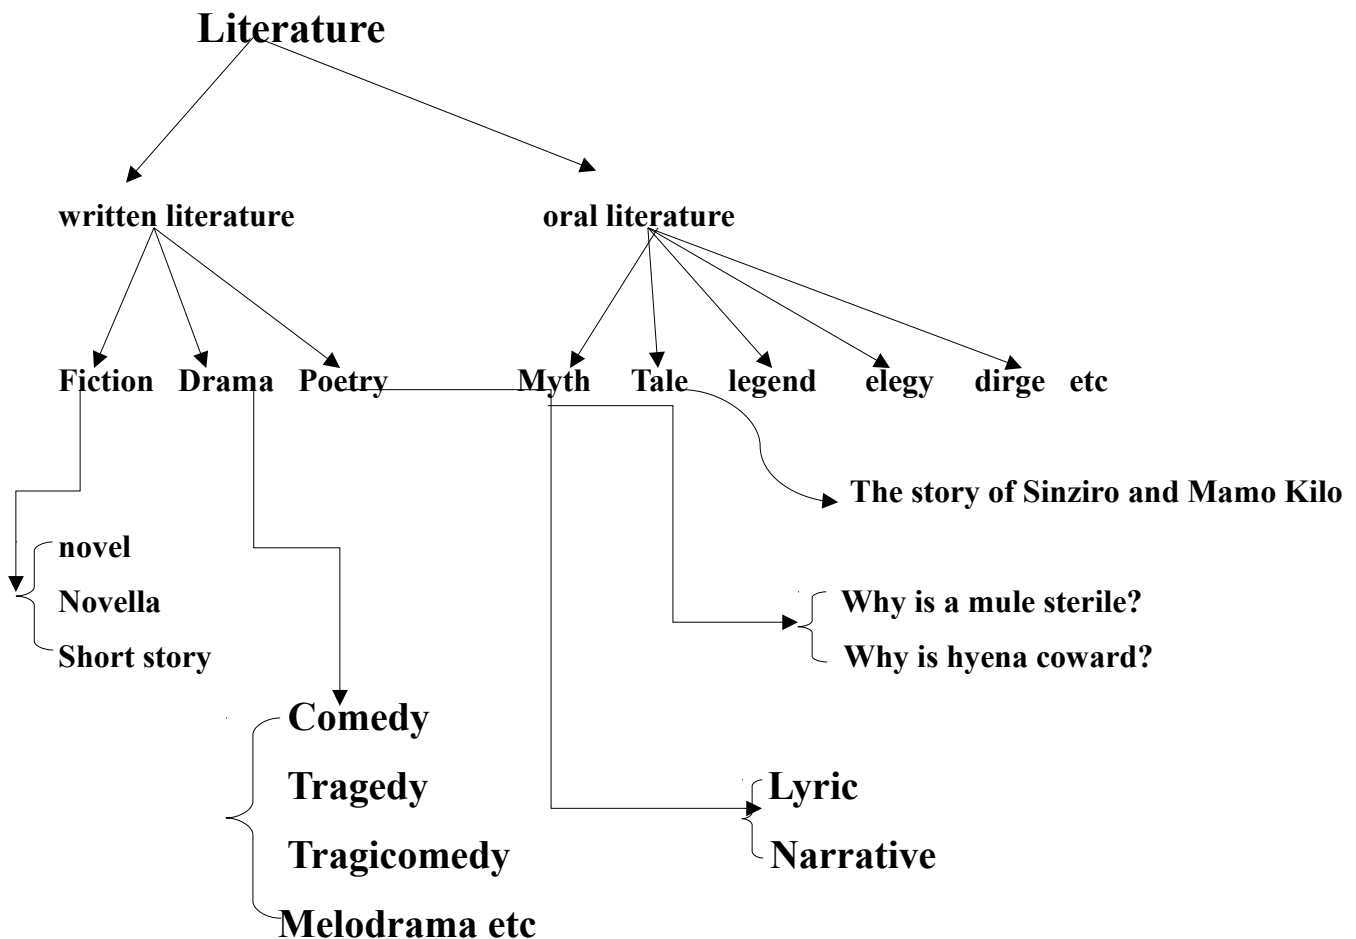 Literature
written literature oral literature
Fiction Drama Poetry Myth Tale legend elegy dirge etc
The story of Sinziro and Mamo Kilo
novel
Novella
Short story
Why is a mule sterile?
Why is hyena coward?
Comedy
Tragedy
Tragicomedy
Melodrama etc
Lyric
Narrative